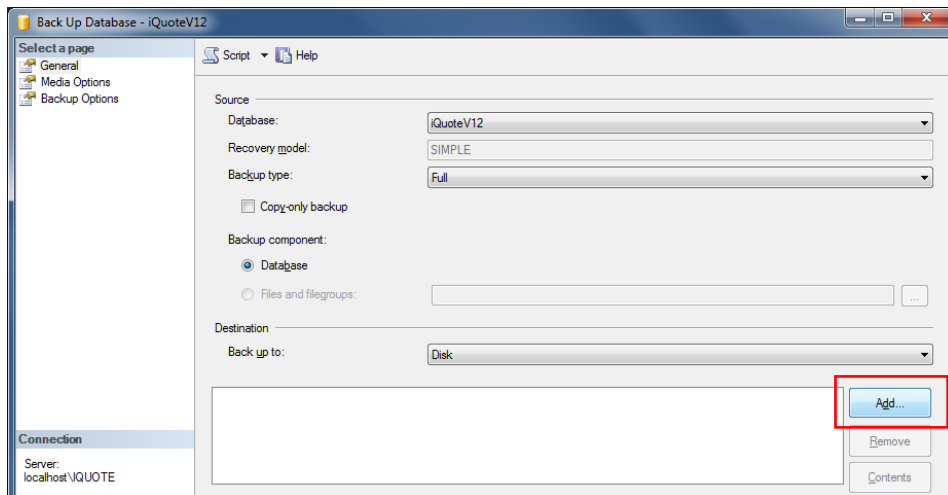 Back Up Database - iQuoteV12
Select a page
General
Media Options
Backup Options
Script Help
Source
Database: iQuoteV12
Recovery model: SIMPLE
Backup type: Full
Copy-only backup
Backup component:
Database
Files and filegroups: ...
Destination
Back up to: Disk
Add...
Remove
Contents
Connection
Server:
localhost\IQUOTE